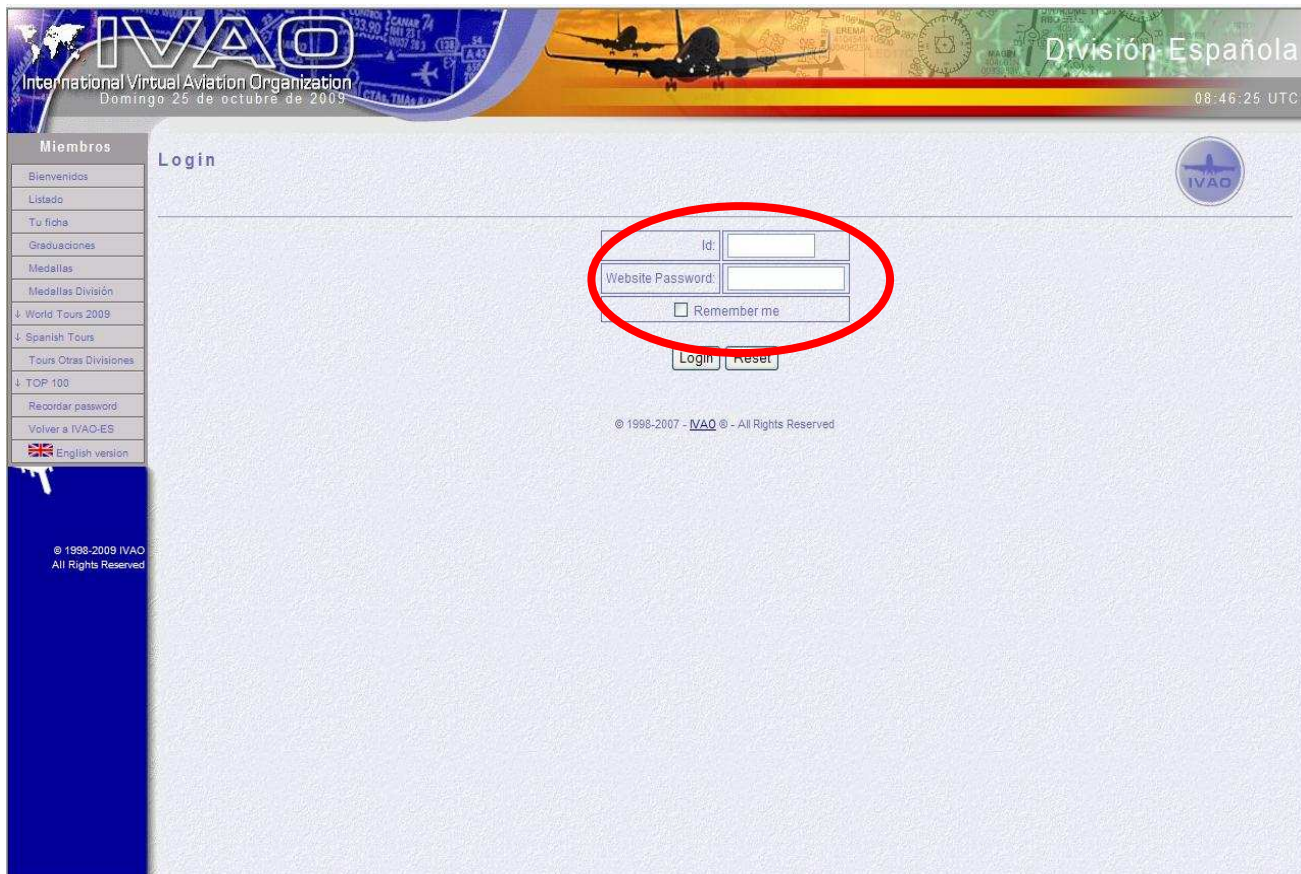 IVAO
International Virtual Aviation Organization
Domingo 25 de octubre de 2009
División Española
08:46:25 UTC
Miembros
Bienvenidos
Listado
Tu ficha
Graduaciones
Medallas
Medallas División
↓ World Tours 2009
↓ Spanish Tours
Tours Otras Divisiones
↓ TOP 100
Recordar password
Volver a IVAO-ES
English version
© 1998-2009 IVAO
All Rights Reserved
Login
IVAO
Id:
Website Password:
Remember me
Login Reset
© 1998-2007 - IVAO ® - All Rights Reserved